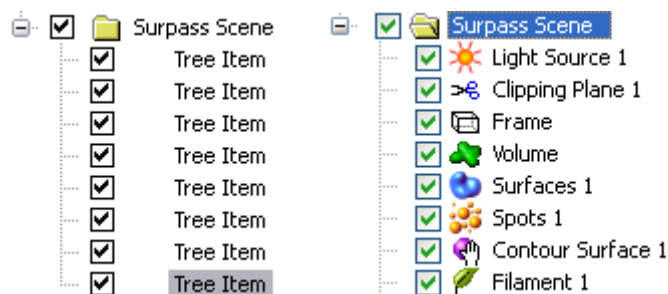 Surpass Scene
Tree Item
Tree Item
Tree Item
Tree Item
Tree Item
Tree Item
Tree Item
Tree Item
Surpass Scene
Light Source 1
Clipping Plane 1
Frame
Volume
Surfaces 1
Spots 1
Contour Surface 1
Filament 1